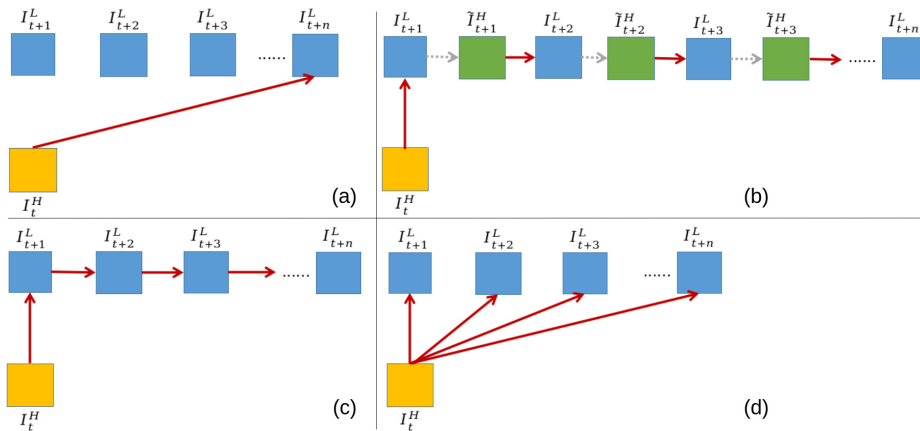 I^L_{t+1} I^L_{t+2} I^L_{t+3} I^L_{t+n}
......
I^H_t
(a)
I^L_{t+1} Ĩ^H_{t+1} I^L_{t+2} Ĩ^H_{t+2} I^L_{t+3} Ĩ^H_{t+3} I^L_{t+n}
......
I^H_t
(b)
I^L_{t+1} I^L_{t+2} I^L_{t+3} I^L_{t+n}
......
I^H_t
(c)
I^L_{t+1} I^L_{t+2} I^L_{t+3} I^L_{t+n}
......
I^H_t
(d)